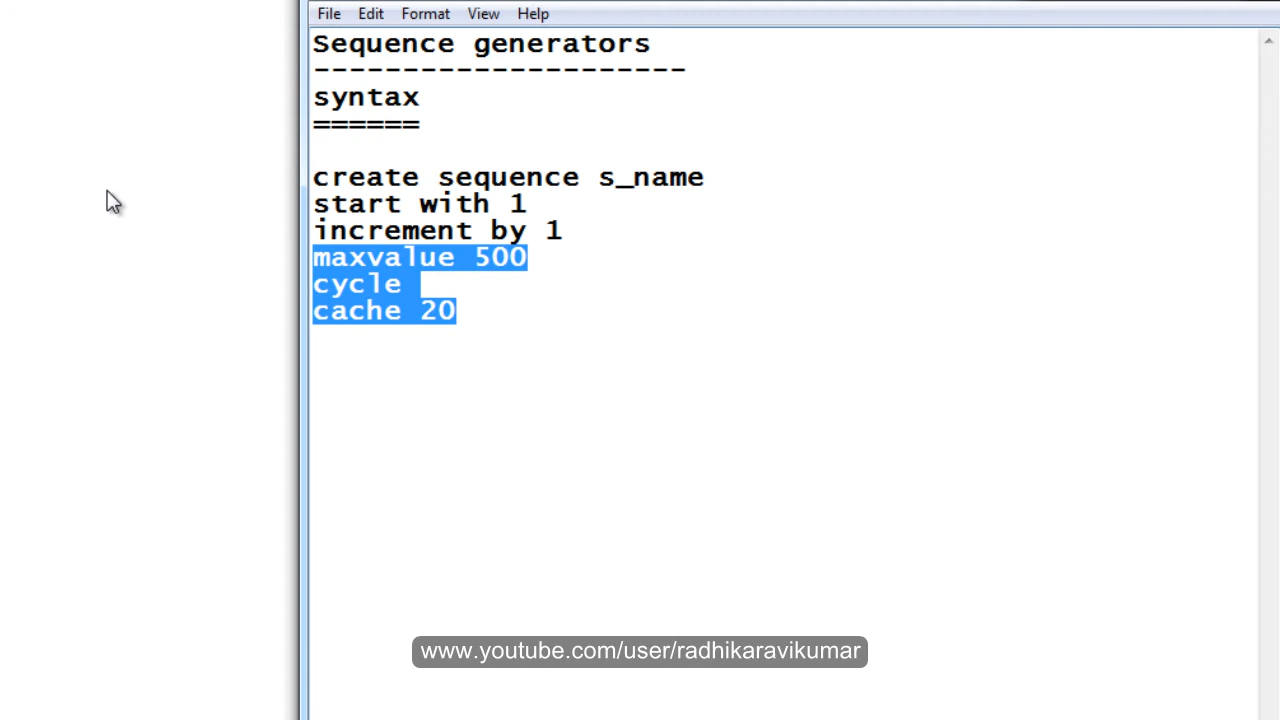 File Edit Format View Help
Sequence generators
---------------------
syntax
======
create sequence s_name
start with 1
increment by 1
maxvalue 500
cycle
cache 20
www.youtube.com/user/radhikaravikumar